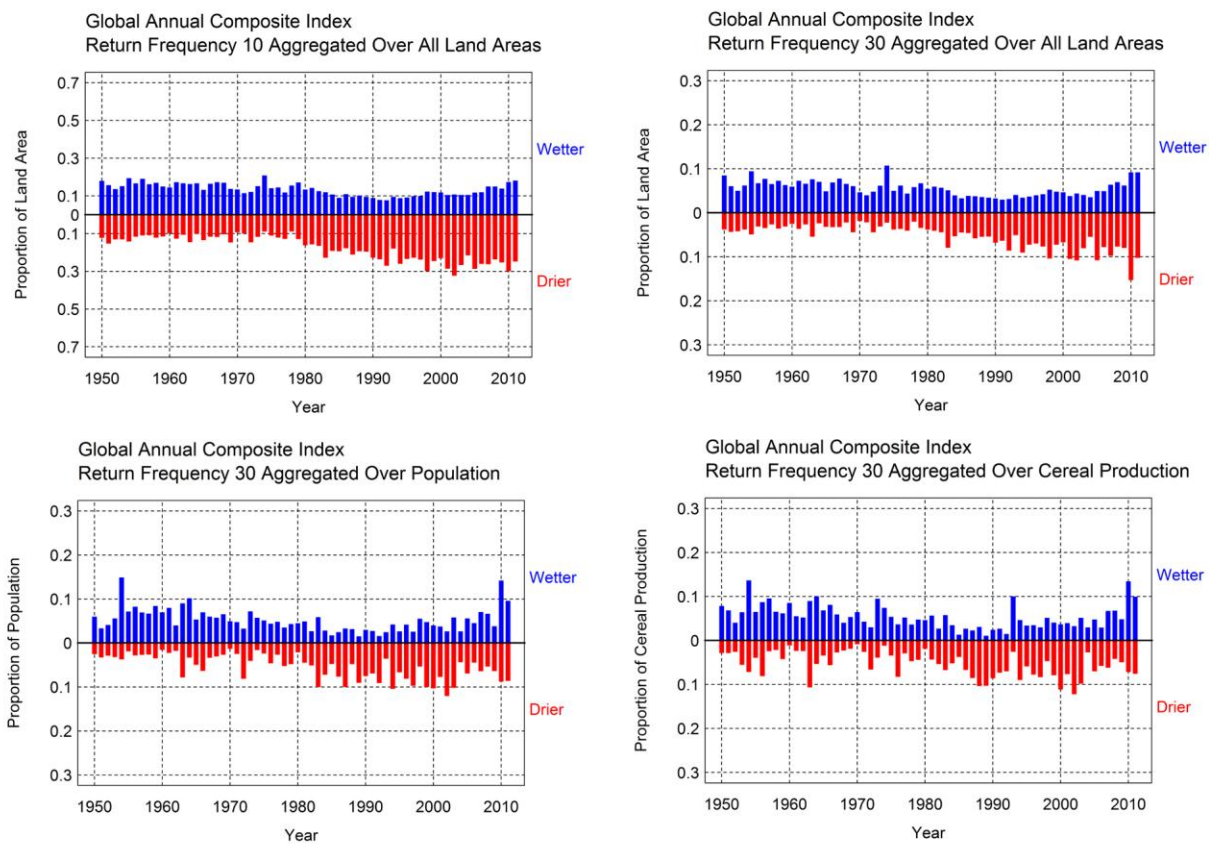 Global Annual Composite Index
Return Frequency 10 Aggregated Over All Land Areas
0.7
0.5
0.3
0.1
0
0.1
0.3
0.5
0.7
Proportion of Land Area
Wetter
Drier
1950 1960 1970 1980 1990 2000 2010
Year
Global Annual Composite Index
Return Frequency 30 Aggregated Over All Land Areas
0.3
0.2
0.1
0
0.1
0.2
0.3
Proportion of Land Area
Wetter
Drier
1950 1960 1970 1980 1990 2000 2010
Year
Global Annual Composite Index
Return Frequency 30 Aggregated Over Population
0.3
0.2
0.1
0
0.1
0.2
0.3
Proportion of Population
Wetter
Drier
1950 1960 1970 1980 1990 2000 2010
Year
Global Annual Composite Index
Return Frequency 30 Aggregated Over Cereal Production
0.3
0.2
0.1
0
0.1
0.2
0.3
Proportion of Cereal Production
Wetter
Drier
1950 1960 1970 1980 1990 2000 2010
Year